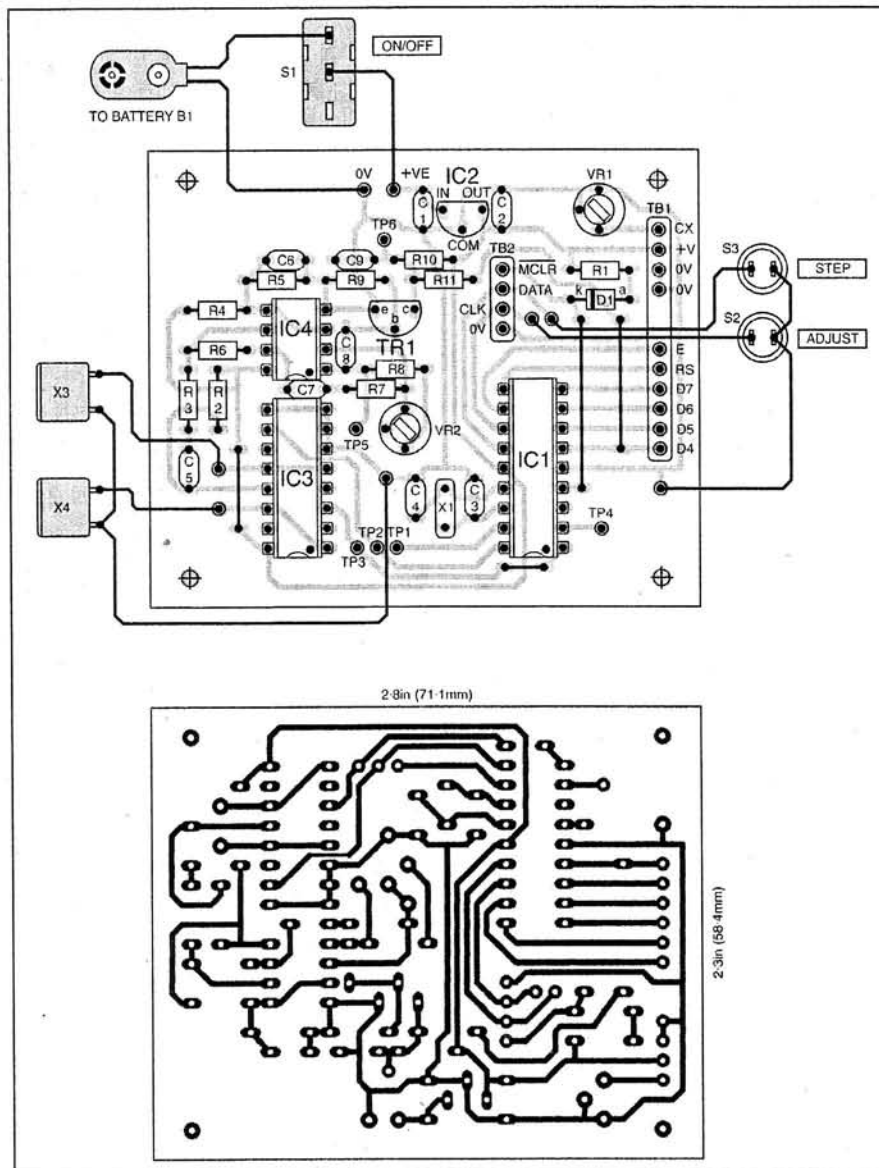 ON/OFF
S1
TO BATTERY B1
0V
+VE
IC2
VR1
IN
OUT
C1
C2
COM
TB1
TP6
TB2
CX
+V
0V
0V
S3
STEP
C6
C9
R10
MCLR
R1
R5
R9
R11
DATA
k
D1
a
R4
IC4
e
b
c
CLK
0V
S2
ADJUST
R6
C8
TR1
E
RS
D7
D6
D5
D4
R8
X3
R3
R2
C7
R7
TP5
VR2
IC3
IC1
C5
X4
C4
X1
C3
TP4
TP2
TP1
TP3
2·8in (71·1mm)
2·3in (58·4mm)